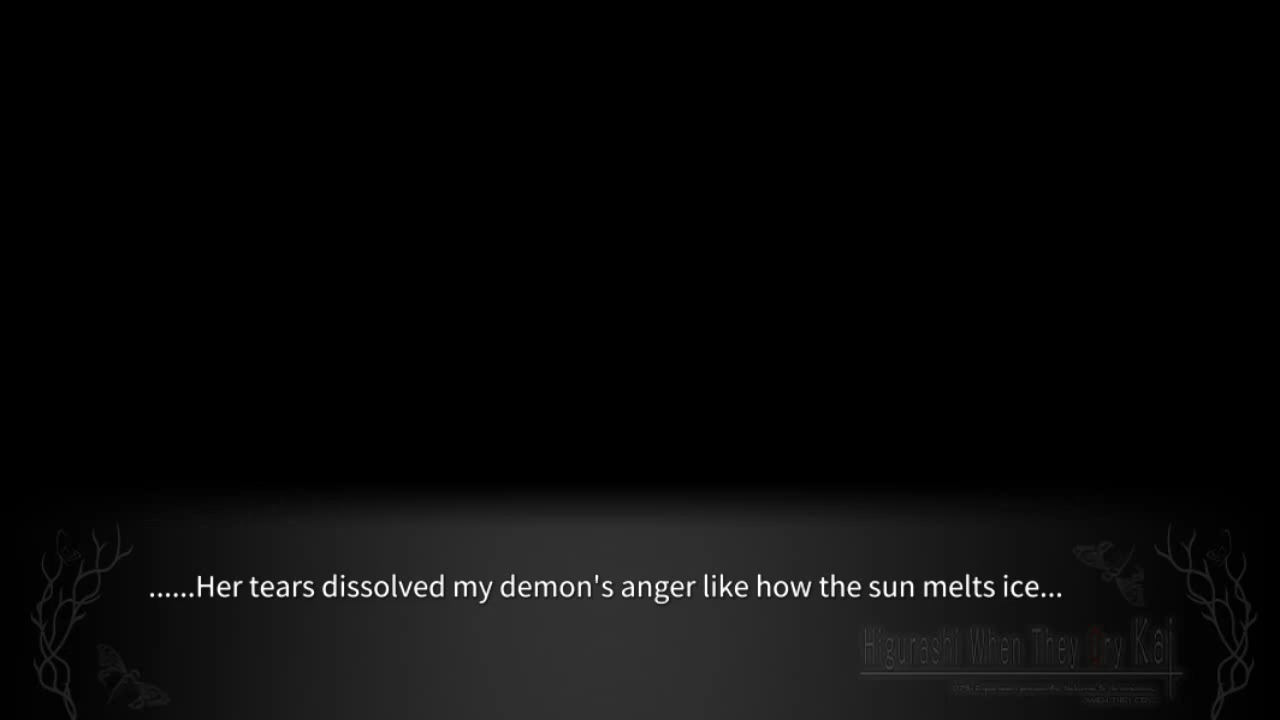 ......Her tears dissolved my demon's anger like how the sun melts ice...
Higurashi When They Cry Kai